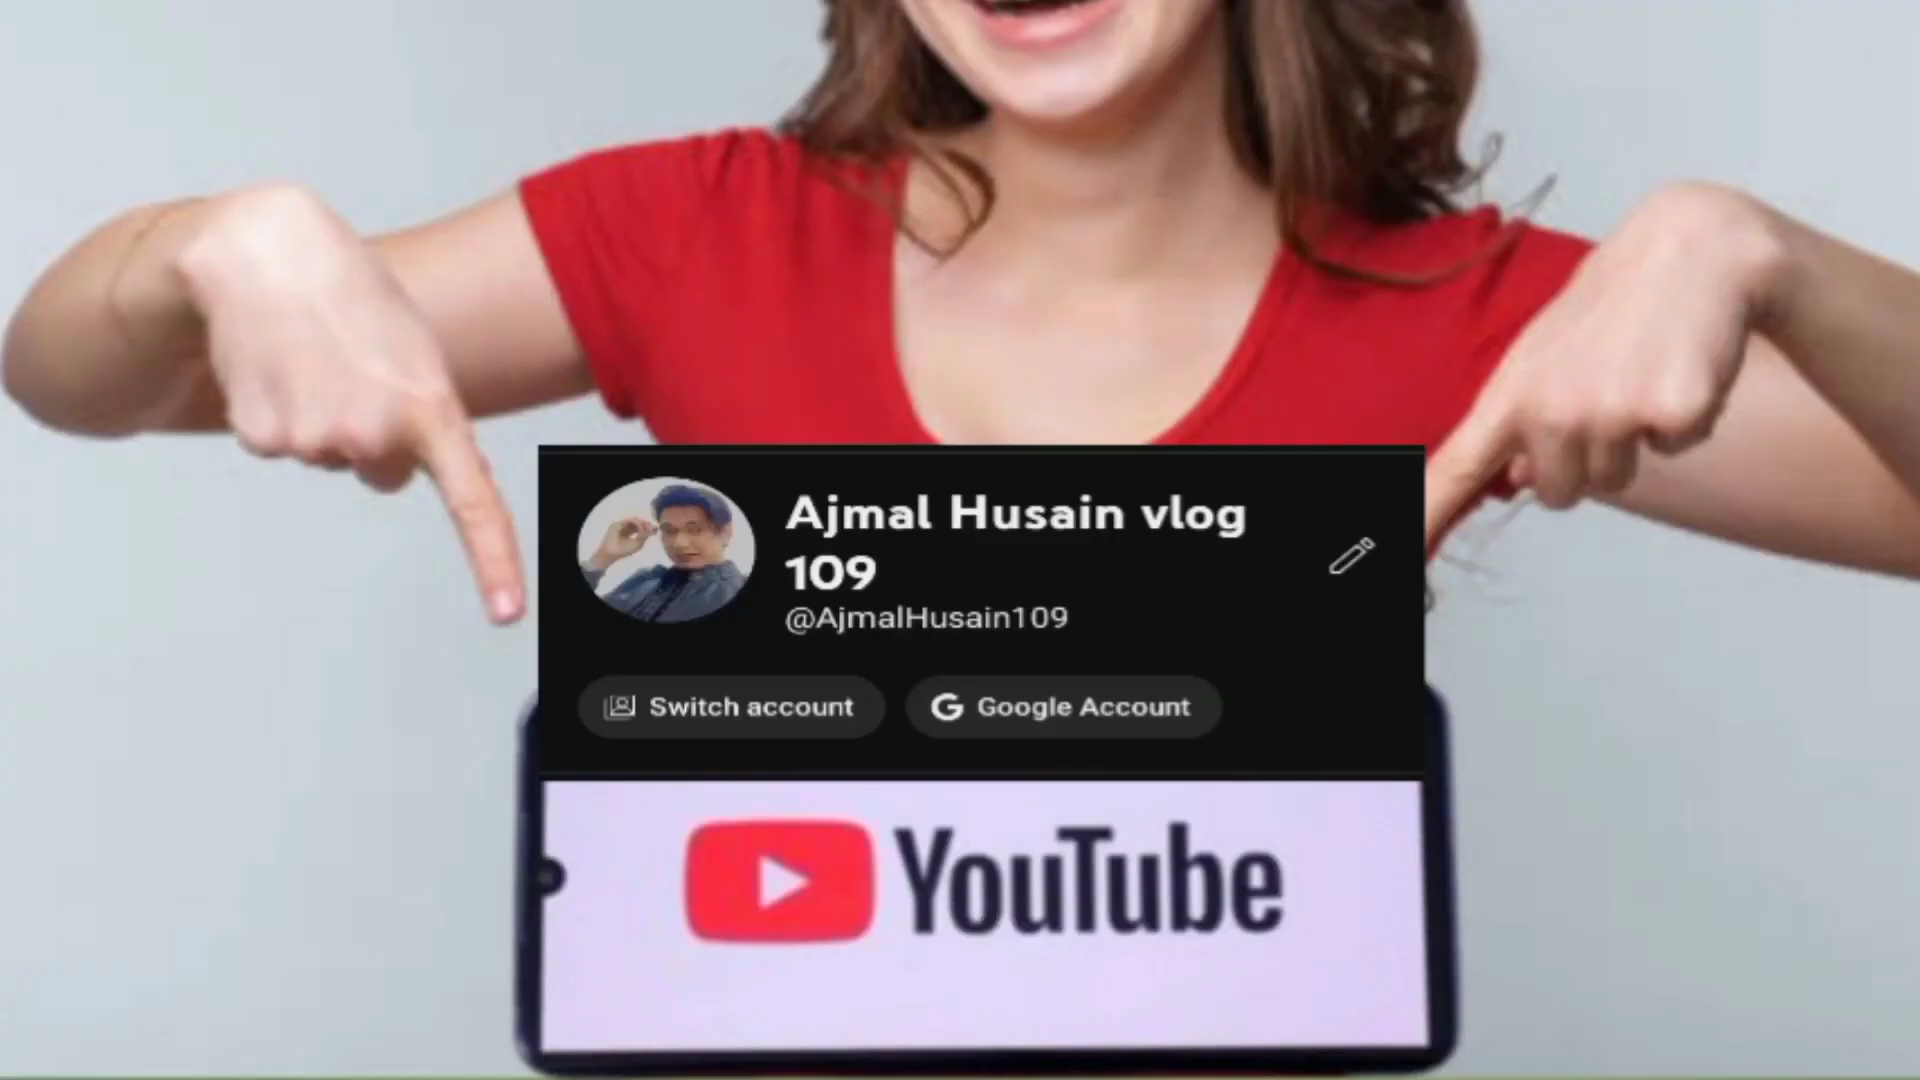 Ajmal Husain vlog
109
@AjmalHusain109
Switch account
Google Account
YouTube